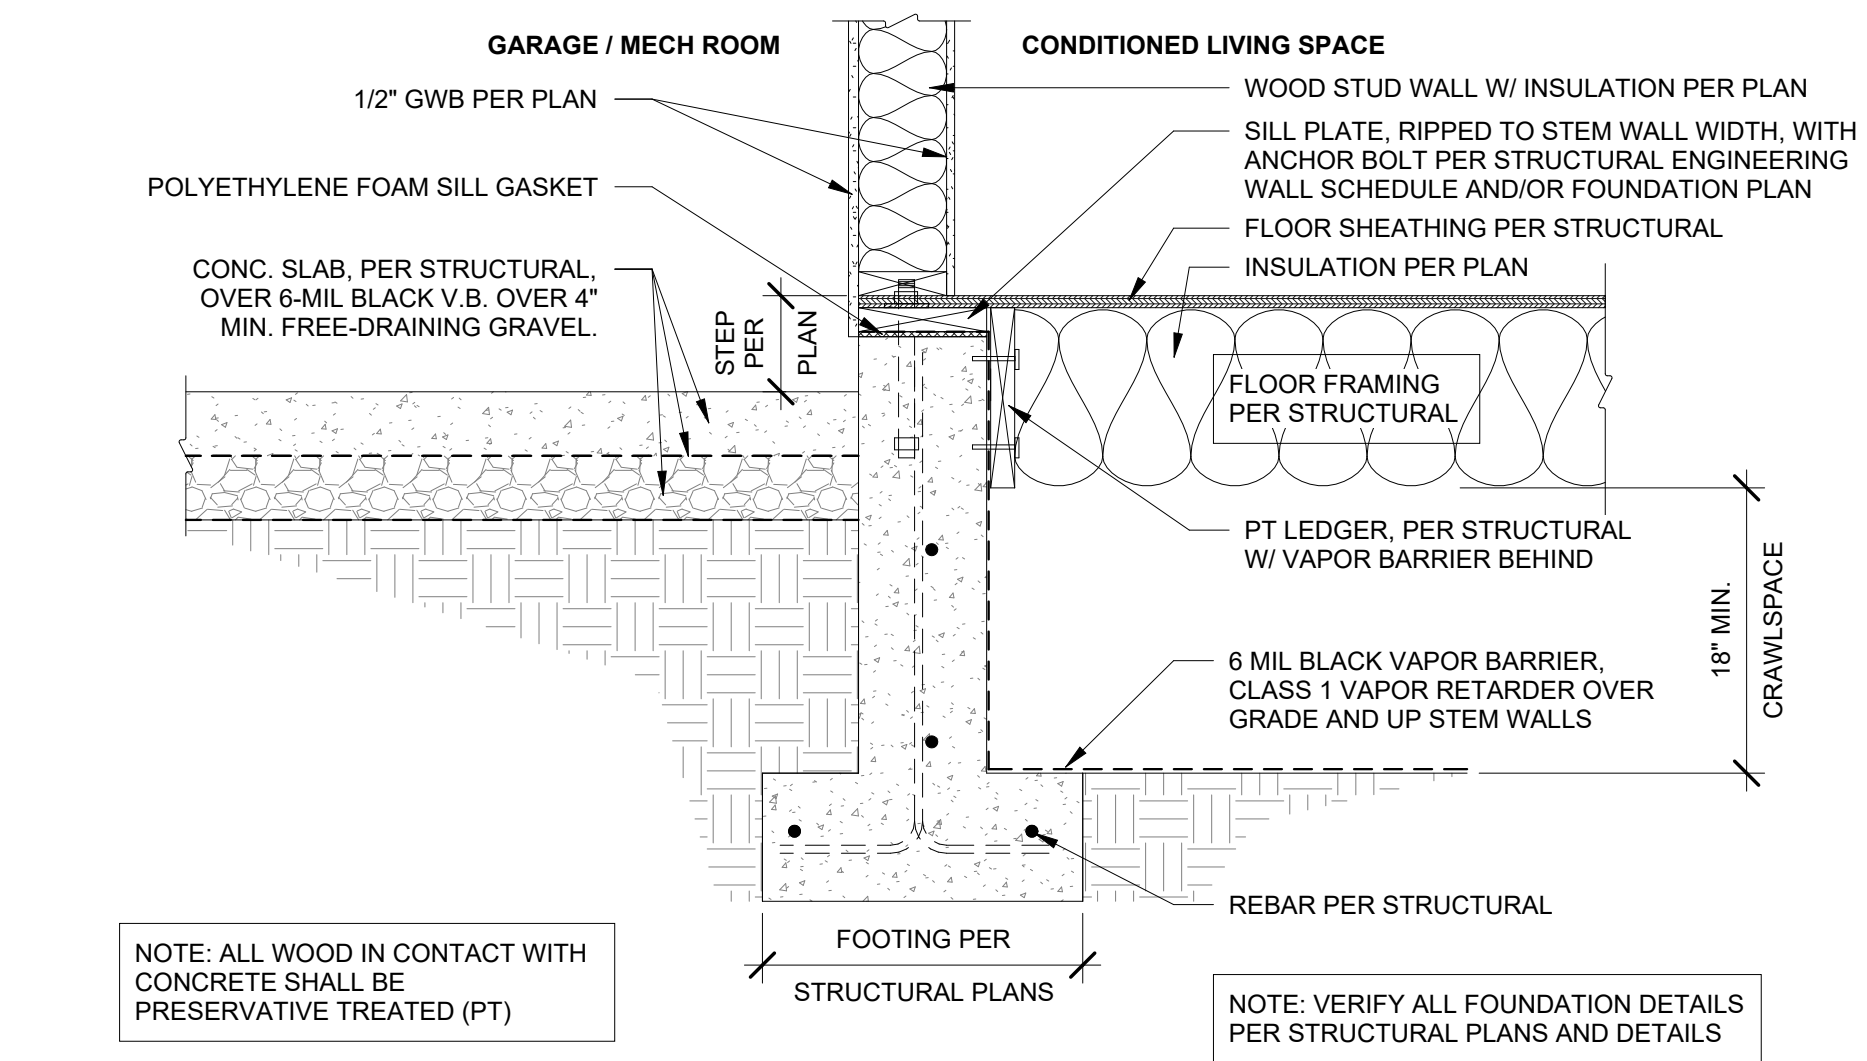 GARAGE / MECH ROOM
CONDITIONED LIVING SPACE
1/2" GWB PER PLAN
POLYETHYLENE FOAM SILL GASKET
CONC. SLAB, PER STRUCTURAL,
OVER 6-MIL BLACK V.B. OVER 4"
MIN. FREE-DRAINING GRAVEL.
STEP
PER
PLAN
WOOD STUD WALL W/ INSULATION PER PLAN
SILL PLATE, RIPPED TO STEM WALL WIDTH, WITH
ANCHOR BOLT PER STRUCTURAL ENGINEERING
WALL SCHEDULE AND/OR FOUNDATION PLAN
FLOOR SHEATHING PER STRUCTURAL
INSULATION PER PLAN
FLOOR FRAMING
PER STRUCTURAL
PT LEDGER, PER STRUCTURAL
W/ VAPOR BARRIER BEHIND
18" MIN.
CRAWLSPACE
6 MIL BLACK VAPOR BARRIER,
CLASS 1 VAPOR RETARDER OVER
GRADE AND UP STEM WALLS
REBAR PER STRUCTURAL
FOOTING PER
STRUCTURAL PLANS
NOTE: ALL WOOD IN CONTACT WITH
CONCRETE SHALL BE
PRESERVATIVE TREATED (PT)
NOTE: VERIFY ALL FOUNDATION DETAILS
PER STRUCTURAL PLANS AND DETAILS